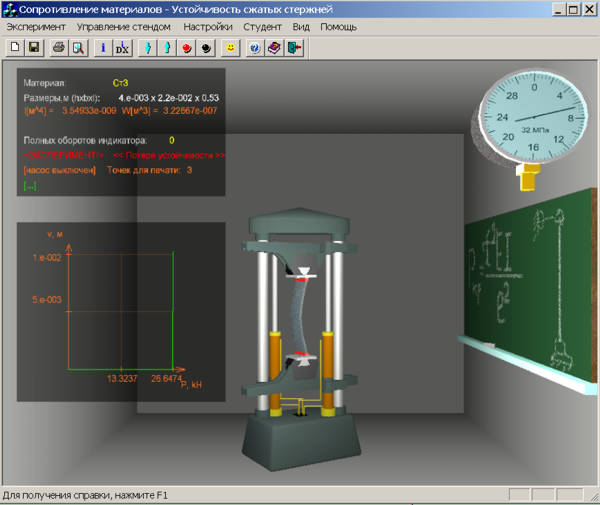 Сопротивление материалов - Устойчивость сжатых стержней
Эксперимент Управление стендом Настройки Студент Вид Помощь
i DX
Материал: Ст3
Размеры,м (hxbxl): 4.e-003 x 2.2e-002 x 0.53
I[м^4] = 3.54933e-009 W[м^3] = 3.22667e-007
Полных оборотов индикатора: 0
<ЭКСПЕРИМЕНТ!> << Потеря устойчивости >>
[насос выключен] Точек для печати: 3
[...]
0
4
8
12
16
20
24
28
32 МПа
v, м
1.e-002
5.e-003
13.3237 26.6474
P, kH
Для получения справки, нажмите F1